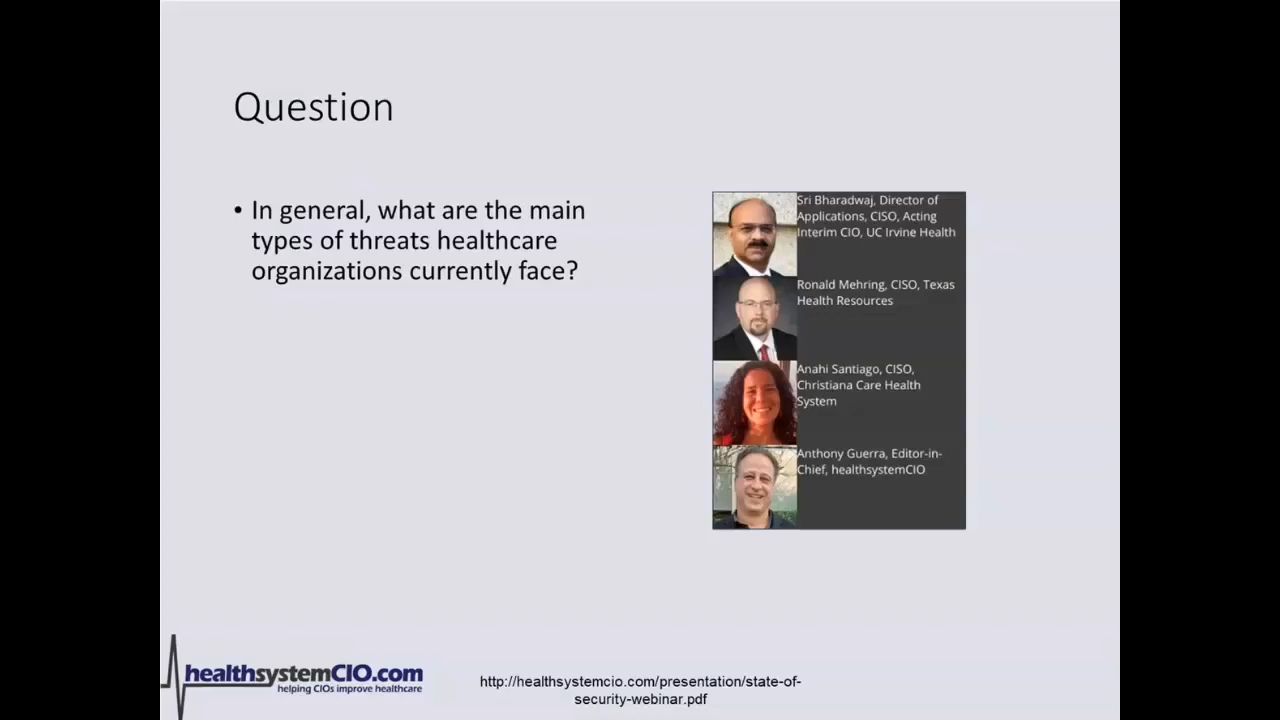 Question
• In general, what are the main
types of threats healthcare
organizations currently face?
Sri Bharadwaj, Director of
Applications, CISO, Acting
Interim CIO, UC Irvine Health
Ronald Mehring, CISO, Texas
Health Resources
Anahi Santiago, CISO,
Christiana Care Health
System
Anthony Guerra, Editor-in-
Chief, healthsystemCIO
healthsystemCIO.com
helping CIOs improve healthcare
http://healthsystemcio.com/presentation/state-of-
security-webinar.pdf